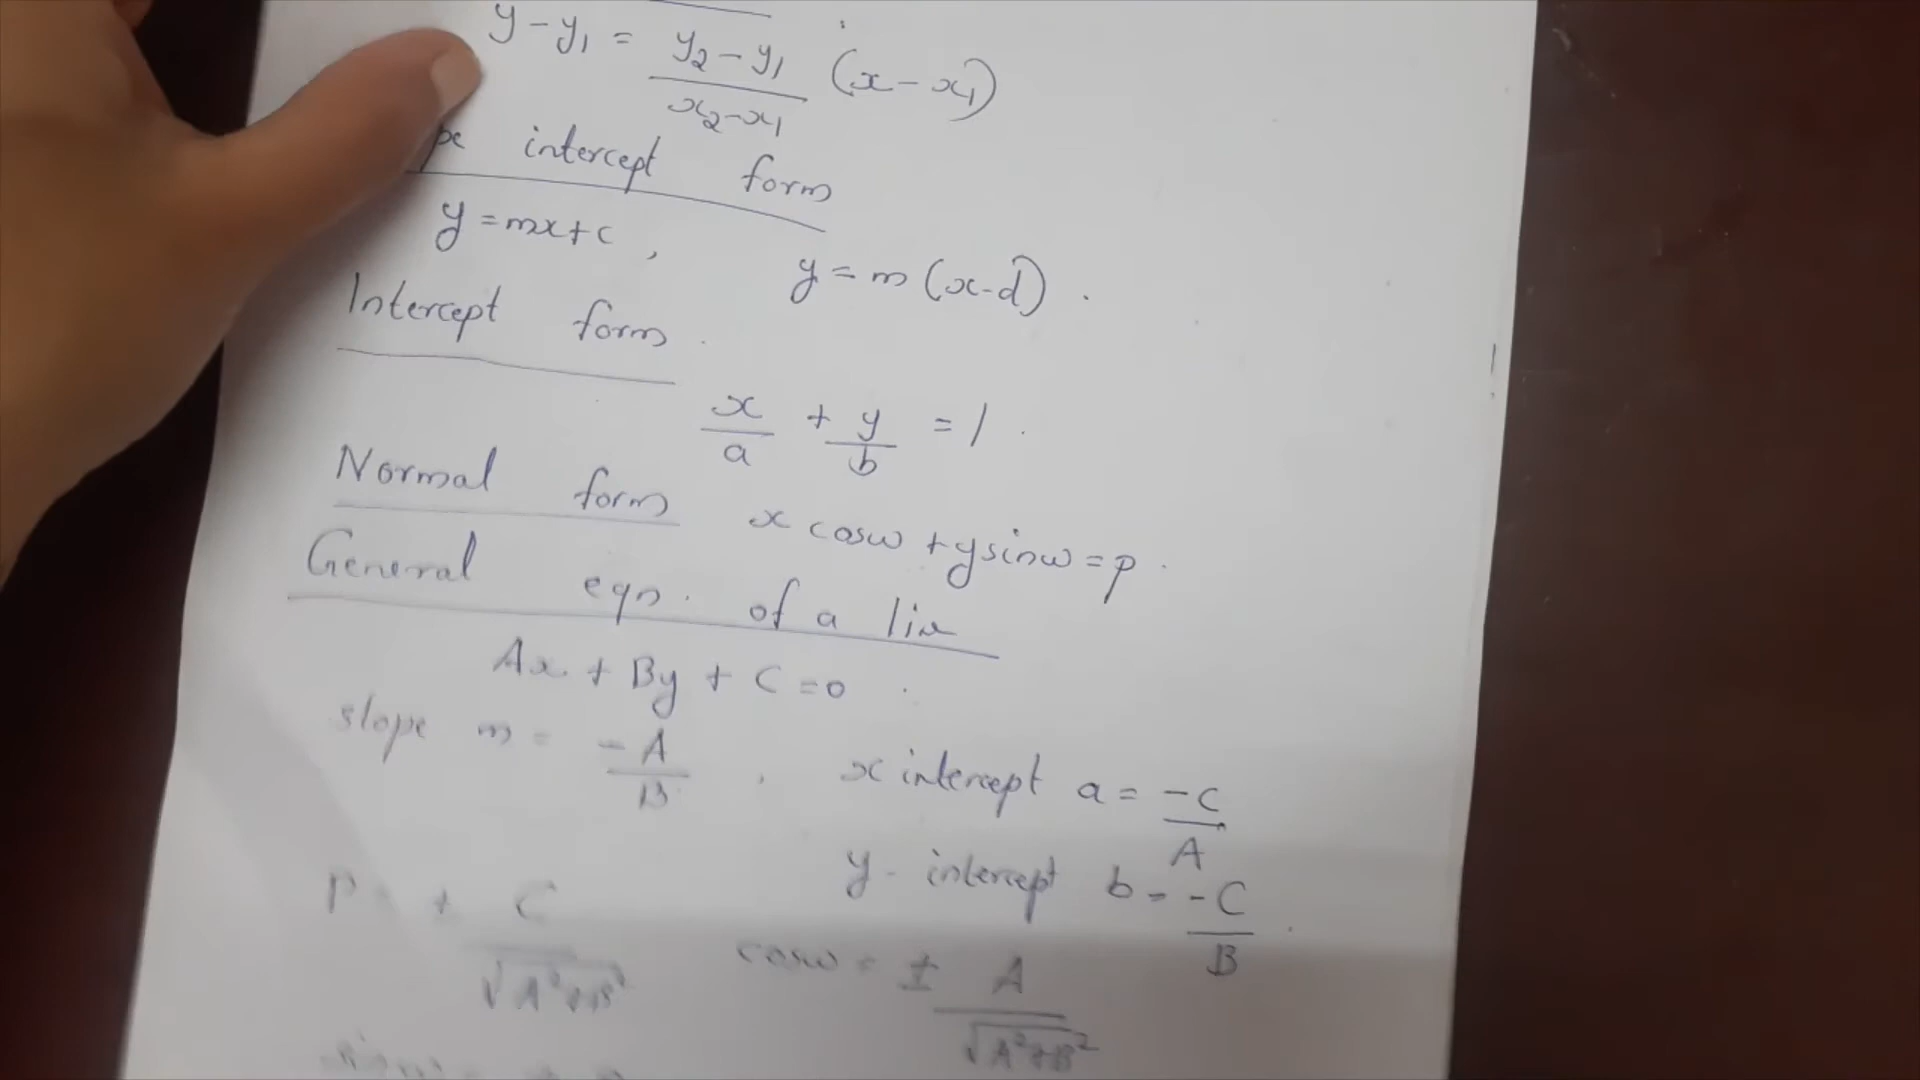 y - y₁ = y₂ - y₁ / x₂ - x₁ (x - x₁)
pe intercept form
y = mx + c , y = m (x - d) .
Intercept form .
x/a + y/b = 1 .
Normal form x cosω + y sinω = p .
General eqn. of a line
Ax + By + C = 0 .
slope m = -A/B , x intercept a = -C/A
y - intercept b = -C/B .
C / √A²+B² cosω = ± A / √A²+B²